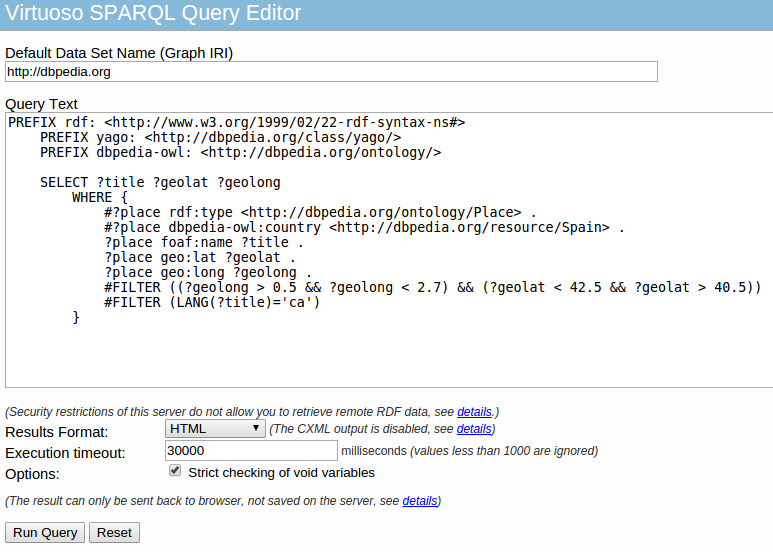 Virtuoso SPARQL Query Editor
Default Data Set Name (Graph IRI)
http://dbpedia.org
Query Text
PREFIX rdf: <http://www.w3.org/1999/02/22-rdf-syntax-ns#>
PREFIX yago: <http://dbpedia.org/class/yago/>
PREFIX dbpedia-owl: <http://dbpedia.org/ontology/>
SELECT ?title ?geolat ?geolong
WHERE {
#?place rdf:type <http://dbpedia.org/ontology/Place> .
#?place dbpedia-owl:country <http://dbpedia.org/resource/Spain> .
?place foaf:name ?title .
?place geo:lat ?geolat .
?place geo:long ?geolong .
#FILTER ((?geolong > 0.5 && ?geolong < 2.7) && (?geolat < 42.5 && ?geolat > 40.5))
#FILTER (LANG(?title)='ca')
}
(Security restrictions of this server do not allow you to retrieve remote RDF data, see details.)
Results Format: HTML (The CXML output is disabled, see details)
Execution timeout: 30000 milliseconds (values less than 1000 are ignored)
Options: Strict checking of void variables
(The result can only be sent back to browser, not saved on the server, see details)
Run Query Reset